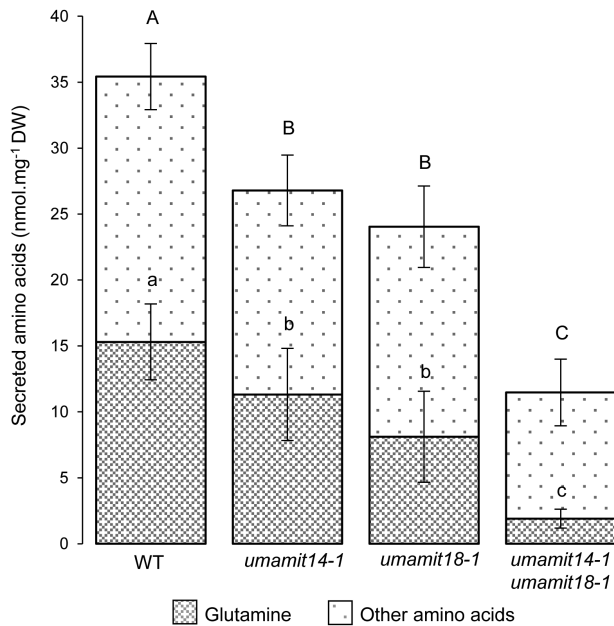 Secreted amino acids (nmol.mg⁻¹ DW)
40
35
30
25
20
15
10
5
0
A
a
B
b
B
b
C
c
WT
umamit14-1
umamit18-1
umamit14-1
umamit18-1
Glutamine
Other amino acids